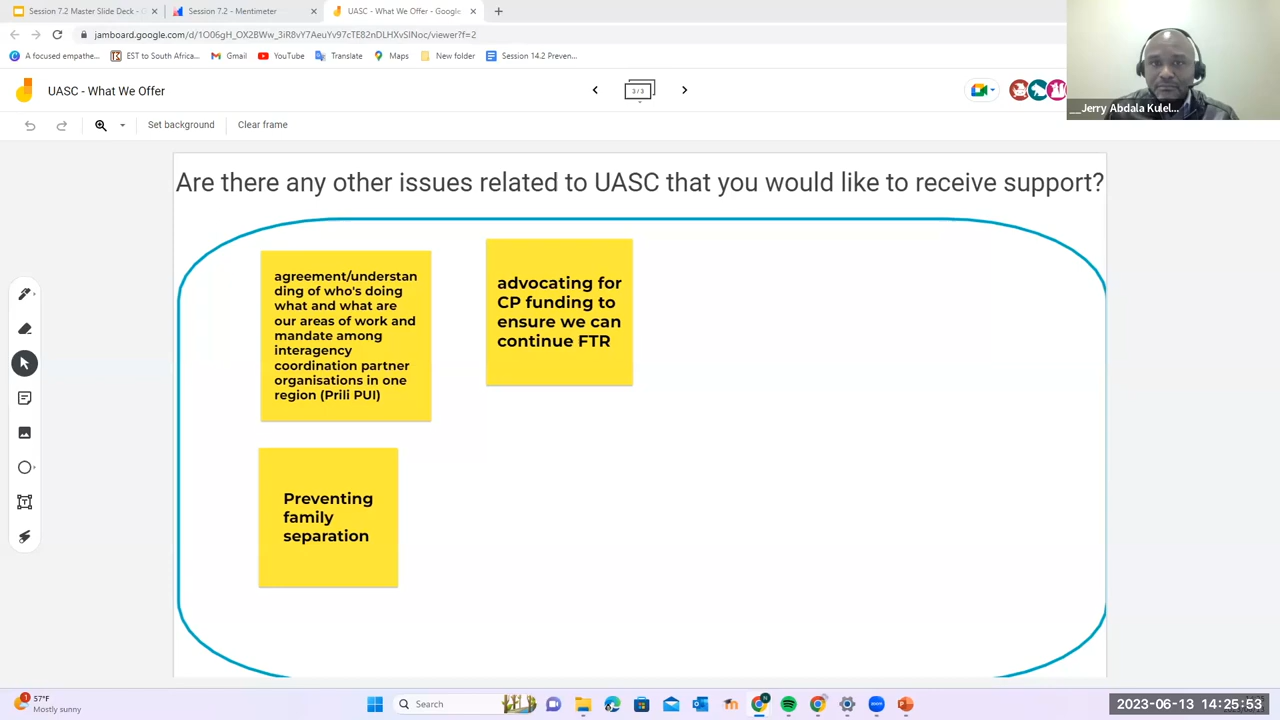 Session 7.2 Master Slide Deck - C
Session 7.2 - Mentimeter
UASC - What We Offer - Google
jamboard.google.com/d/1O06gH_OX2BWw_3iR8vY7AeuYv97cTE82nDLHXvSINoc/viewer?f=2
A focused empathe...
EST to South Africa...
Gmail
YouTube
Translate
Maps
New folder
Session 14.2 Preven...
__Jerry Abdala Kulel...
UASC - What We Offer
3 / 3
Set background
Clear frame
Are there any other issues related to UASC that you would like to receive support?
agreement/understan
ding of who's doing
what and what are
our areas of work and
mandate among
interagency
coordination partner
organisations in one
region (Prili PUI)
advocating for
CP funding to
ensure we can
continue FTR
Preventing
family
separation
1
57°F
Mostly sunny
Search
2023-06-13 14:25:53